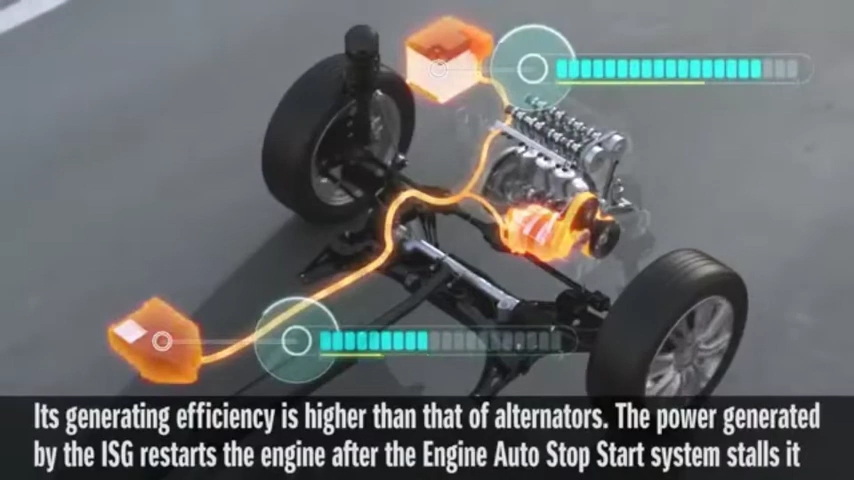 Its generating efficiency is higher than that of alternators. The power generated
by the ISG restarts the engine after the Engine Auto Stop Start system stalls it